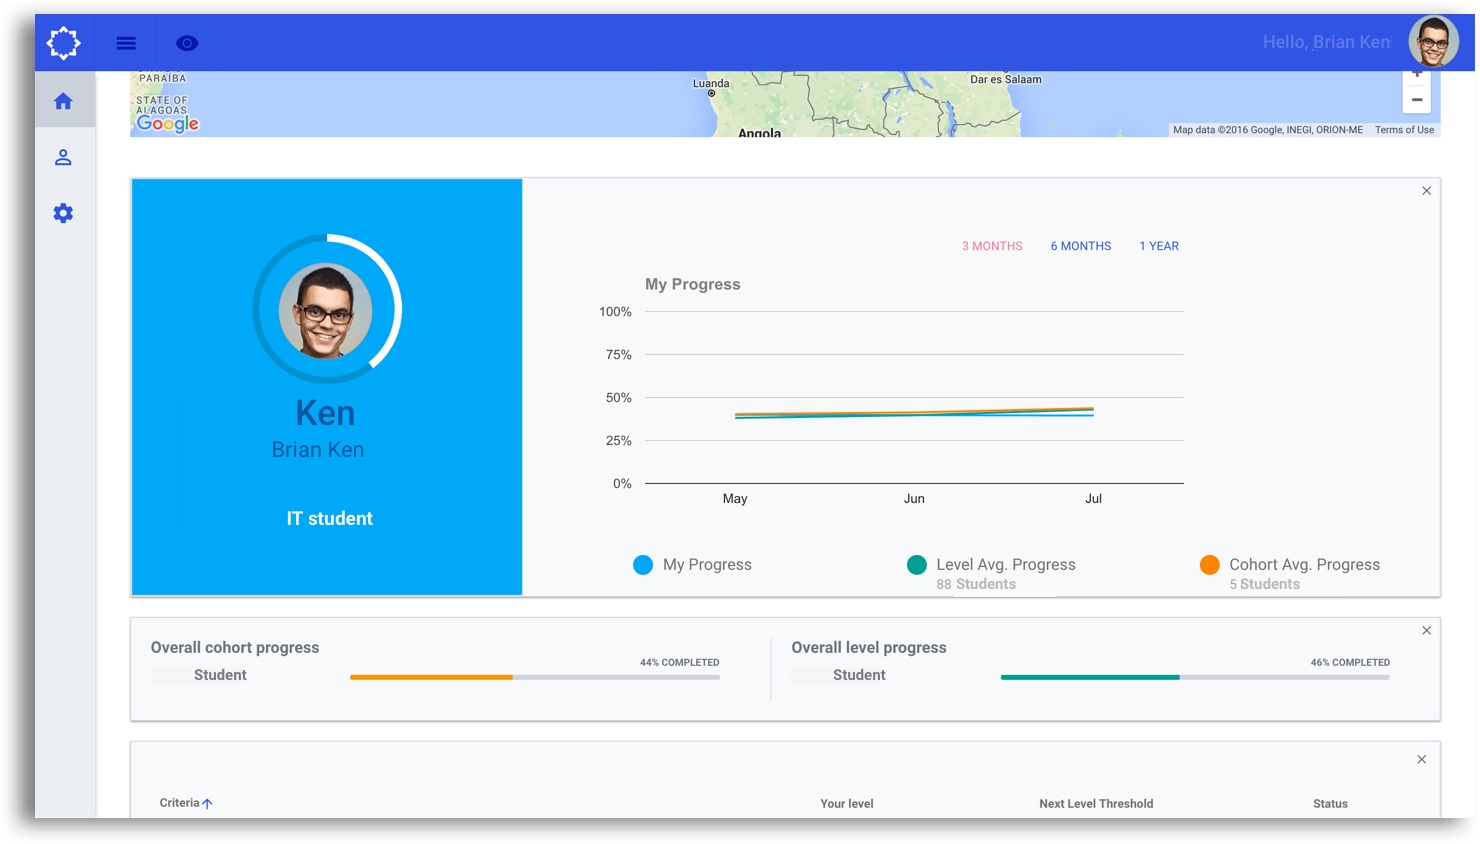 Hello, Brian Ken
PARAÍBA
STATE OF
ALAGOAS
Google
Luanda
Angola
Dar es Salaam
Map data ©2016 Google, INEGI, ORION-ME Terms of Use
3 MONTHS 6 MONTHS 1 YEAR
My Progress
100%
75%
50%
25%
0%
May Jun Jul
Ken
Brian Ken
IT student
My Progress
Level Avg. Progress
88 Students
Cohort Avg. Progress
5 Students
Overall cohort progress
44% COMPLETED
Student
Overall level progress
46% COMPLETED
Student
Criteria Your level Next Level Threshold Status